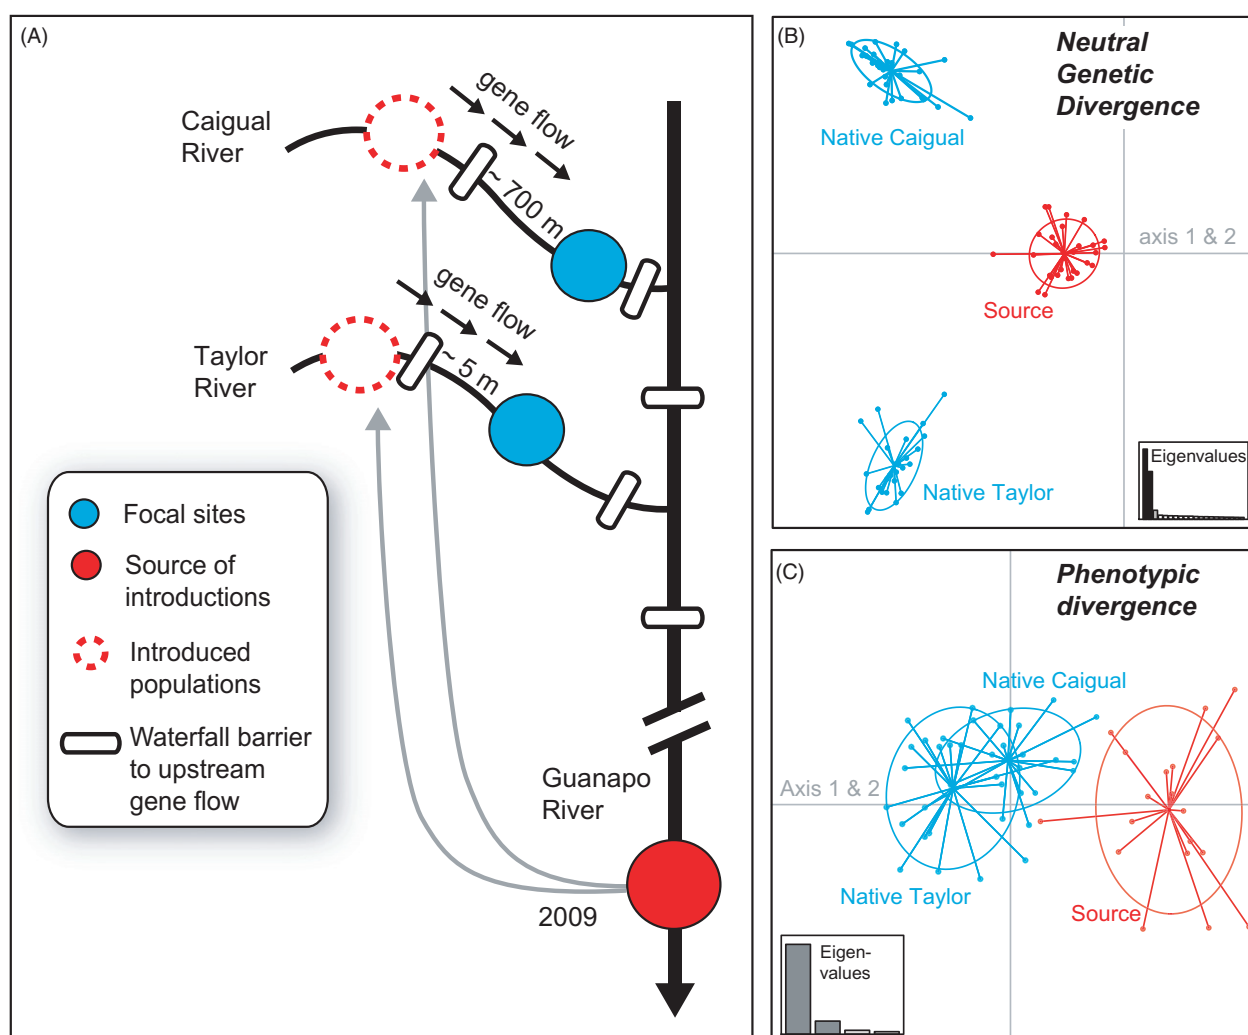 (A)
Caigual
River
gene flow
~ 700 m
gene flow
Taylor
River
~ 5 m
Focal sites
Source of
introductions
Introduced
populations
Waterfall barrier
to upstream
gene flow
Guanapo
River
2009
(B)
Neutral
Genetic
Divergence
Native Caigual
axis 1 & 2
Source
Native Taylor
Eigenvalues
(C)
Phenotypic
divergence
Native Caigual
Axis 1 & 2
Native Taylor
Source
Eigen-
values